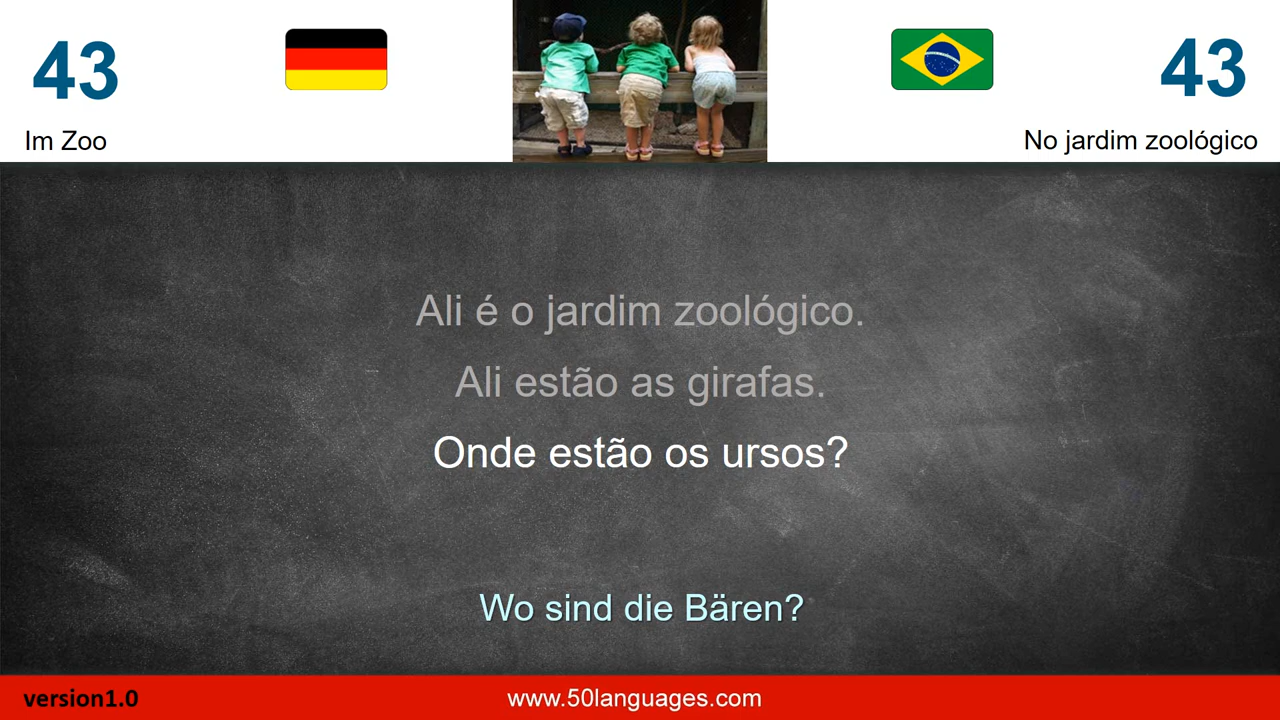 43
43
Im Zoo
No jardim zoológico
Ali é o jardim zoológico.
Ali estão as girafas.
Onde estão os ursos?
Wo sind die Bären?
version1.0
www.50languages.com